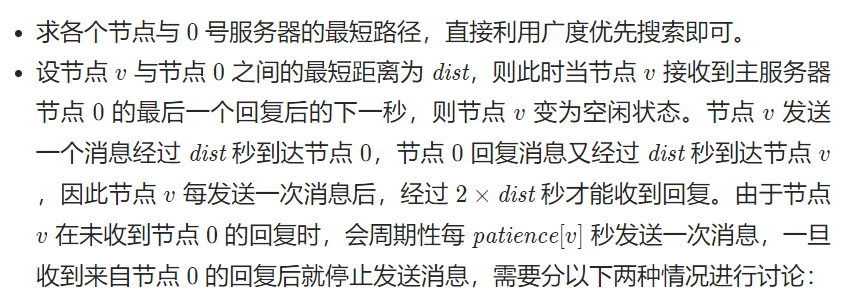 • 求各个节点与 0 号服务器的最短路径，直接利用广度优先搜索即可。
• 设节点 v 与节点 0 之间的最短距离为 dist，则此时当节点 v 接收到主服务器
节点 0 的最后一个回复后的下一秒，则节点 v 变为空闲状态。节点 v 发送
一个消息经过 dist 秒到达节点 0，节点 0 回复消息又经过 dist 秒到达节点 v
，因此节点 v 每发送一次消息后，经过 2 × dist 秒才能收到回复。由于节点
v 在未收到节点 0 的回复时，会周期性每 patience[v] 秒发送一次消息，一旦
收到来自节点 0 的回复后就停止发送消息，需要分以下两种情况进行讨论：